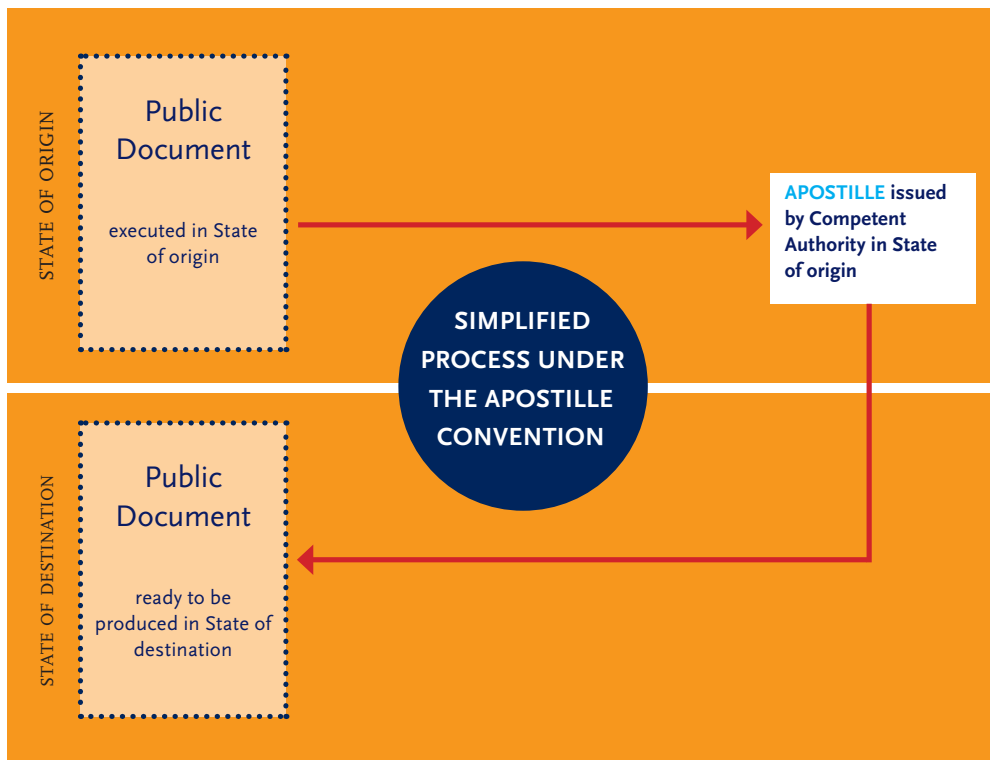 STATE OF ORIGIN
Public
Document
executed in State
of origin
APOSTILLE issued
by Competent
Authority in State
of origin
SIMPLIFIED
PROCESS UNDER
THE APOSTILLE
CONVENTION
STATE OF DESTINATION
Public
Document
ready to be
produced in State of
destination